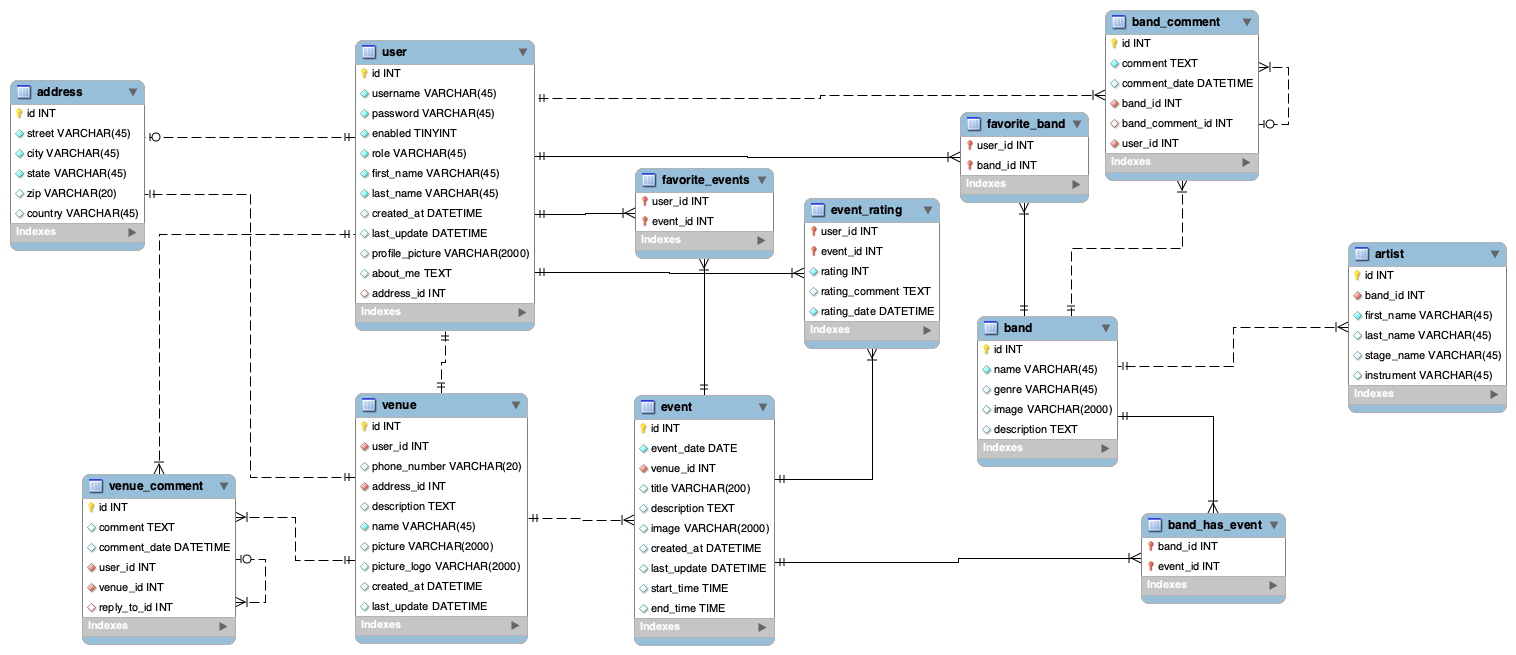 address
id INT
street VARCHAR(45)
city VARCHAR(45)
state VARCHAR(45)
zip VARCHAR(20)
country VARCHAR(45)
Indexes
user
id INT
username VARCHAR(45)
password VARCHAR(45)
enabled TINYINT
role VARCHAR(45)
first_name VARCHAR(45)
last_name VARCHAR(45)
created_at DATETIME
last_update DATETIME
profile_picture VARCHAR(2000)
about_me TEXT
address_id INT
Indexes
favorite_events
user_id INT
event_id INT
Indexes
event_rating
user_id INT
event_id INT
rating INT
rating_comment TEXT
rating_date DATETIME
Indexes
favorite_band
user_id INT
band_id INT
Indexes
band_comment
id INT
comment TEXT
comment_date DATETIME
band_id INT
band_comment_id INT
user_id INT
Indexes
artist
id INT
band_id INT
first_name VARCHAR(45)
last_name VARCHAR(45)
stage_name VARCHAR(45)
instrument VARCHAR(45)
Indexes
band
id INT
name VARCHAR(45)
genre VARCHAR(45)
image VARCHAR(2000)
description TEXT
Indexes
venue_comment
id INT
comment TEXT
comment_date DATETIME
user_id INT
venue_id INT
reply_to_id INT
Indexes
venue
id INT
user_id INT
phone_number VARCHAR(20)
address_id INT
description TEXT
name VARCHAR(45)
picture VARCHAR(2000)
picture_logo VARCHAR(2000)
created_at DATETIME
last_update DATETIME
Indexes
event
id INT
event_date DATE
venue_id INT
title VARCHAR(200)
description TEXT
image VARCHAR(2000)
created_at DATETIME
last_update DATETIME
start_time TIME
end_time TIME
Indexes
band_has_event
band_id INT
event_id INT
Indexes